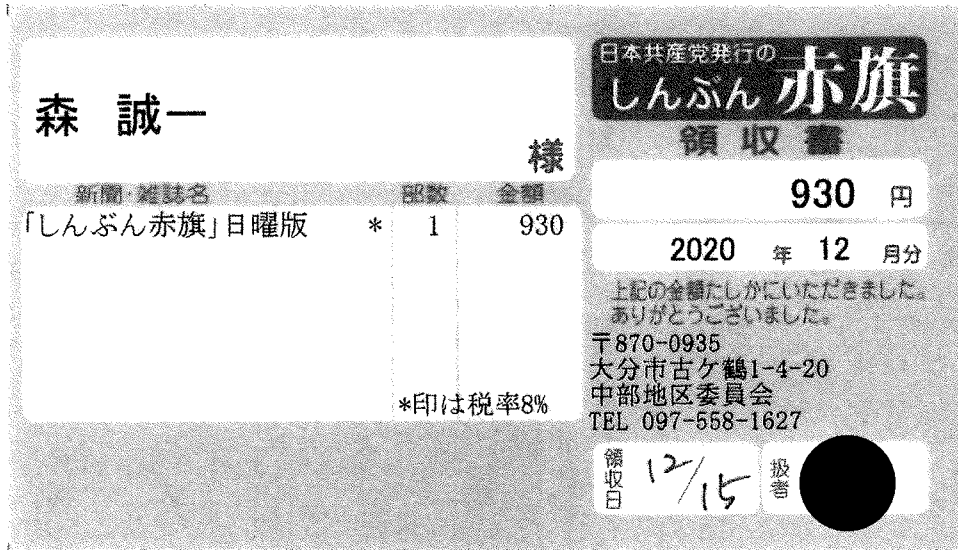 森 誠一
様
新聞・雑誌名 部数 金額
「しんぶん赤旗」日曜版 * 1 930
*印は税率8%
日本共産党発行の
しんぶん赤旗
領収書
930 円
2020 年 12 月分
上記の金額たしかにいただきました。
ありがとうございました。
〒870-0935
大分市古ケ鶴1-4-20
中部地区委員会
TEL 097-558-1627
領収日 12/15 扱者